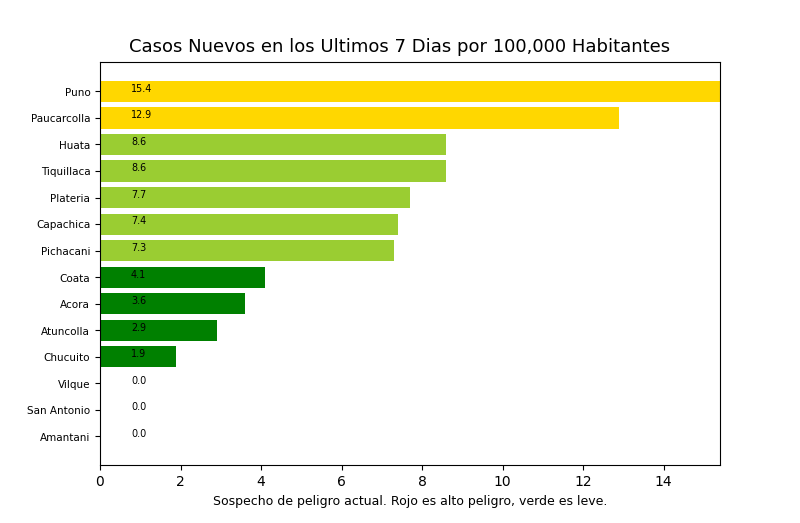 Casos Nuevos en los Ultimos 7 Dias por 100,000 Habitantes
Puno 15.4
Paucarcolla 12.9
Huata 8.6
Tiquillaca 8.6
Plateria 7.7
Capachica 7.4
Pichacani 7.3
Coata 4.1
Acora 3.6
Atuncolla 2.9
Chucuito 1.9
Vilque 0.0
San Antonio 0.0
Amantani 0.0
0 2 4 6 8 10 12 14
Sospecho de peligro actual. Rojo es alto peligro, verde es leve.